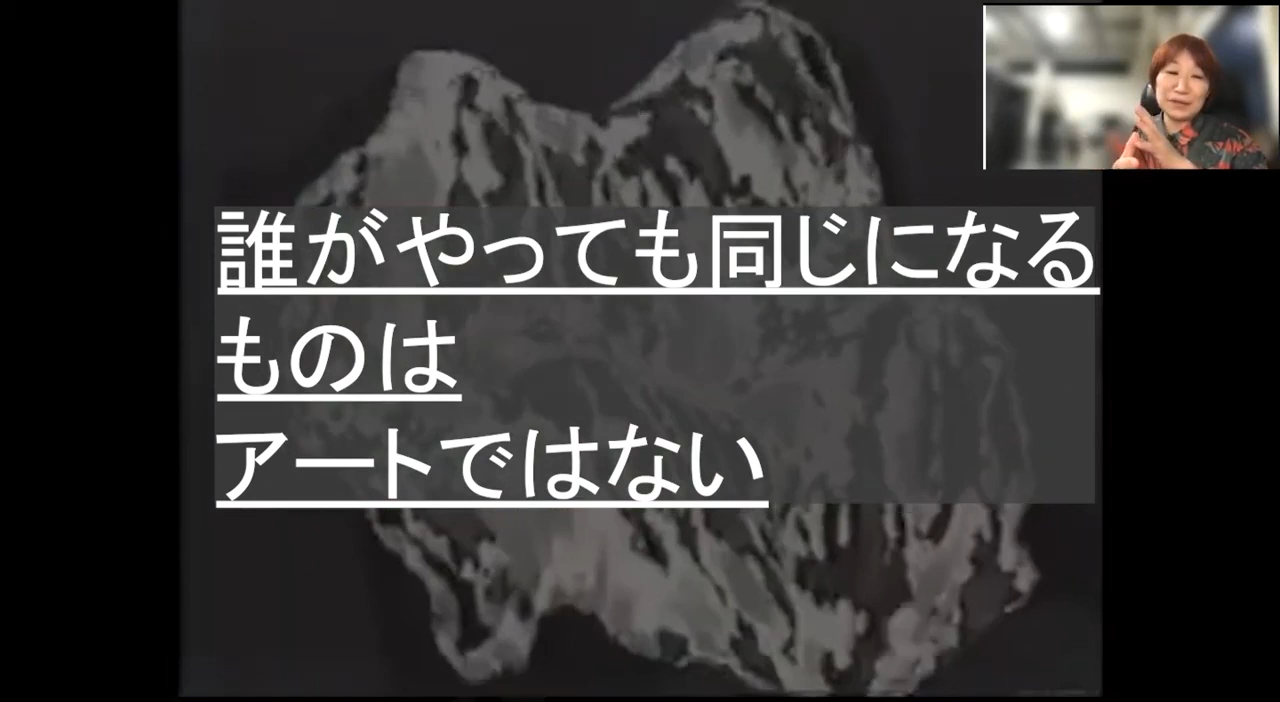 誰がやっても同じになる
ものは
アートではない